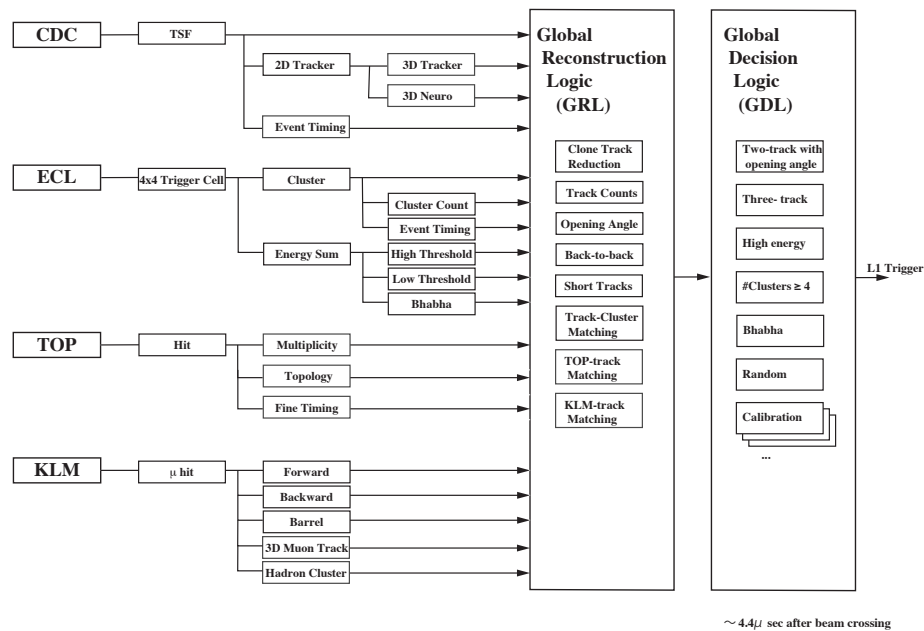 CDC
TSF
2D Tracker
3D Tracker
3D Neuro
Event Timing
ECL
4x4 Trigger Cell
Cluster
Cluster Count
Event Timing
Energy Sum
High Threshold
Low Threshold
Bhabha
TOP
Hit
Multiplicity
Topology
Fine Timing
KLM
μ hit
Forward
Backward
Barrel
3D Muon Track
Hadron Cluster
Global
Reconstruction
Logic
(GRL)
Clone Track
Reduction
Track Counts
Opening Angle
Back-to-back
Short Tracks
Track-Cluster
Matching
TOP-track
Matching
KLM-track
Matching
Global
Decision
Logic
(GDL)
Two-track with
opening angle
Three- track
High energy
#Clusters ≥ 4
Bhabha
Random
Calibration
...
L1 Trigger
~ 4.4μ sec after beam crossing